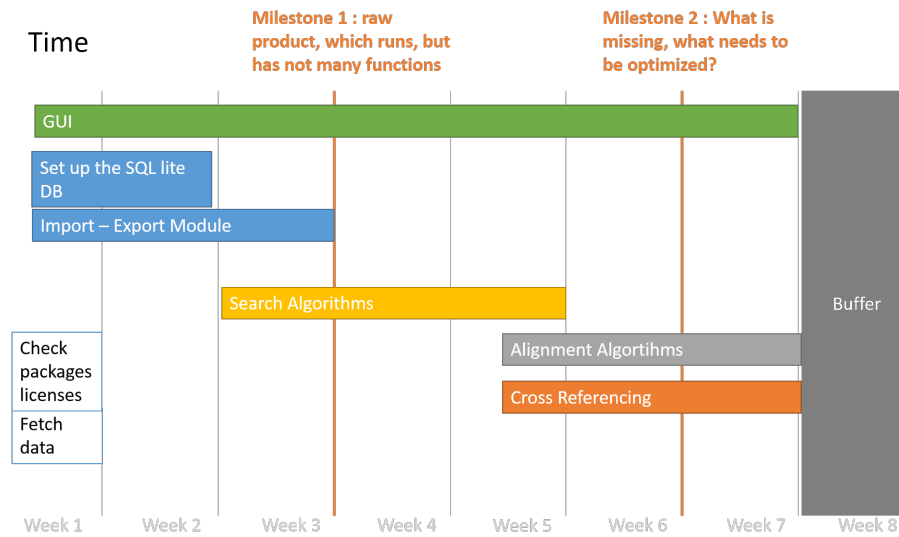 Time
Milestone 1 : raw
product, which runs, but
has not many functions
Milestone 2 : What is
missing, what needs to
be optimized?
GUI
Set up the SQL lite
DB
Import – Export Module
Search Algorithms
Buffer
Check
packages
licenses
Alignment Algortihms
Cross Referencing
Fetch
data
Week 1
Week 2
Week 3
Week 4
Week 5
Week 6
Week 7
Week 8